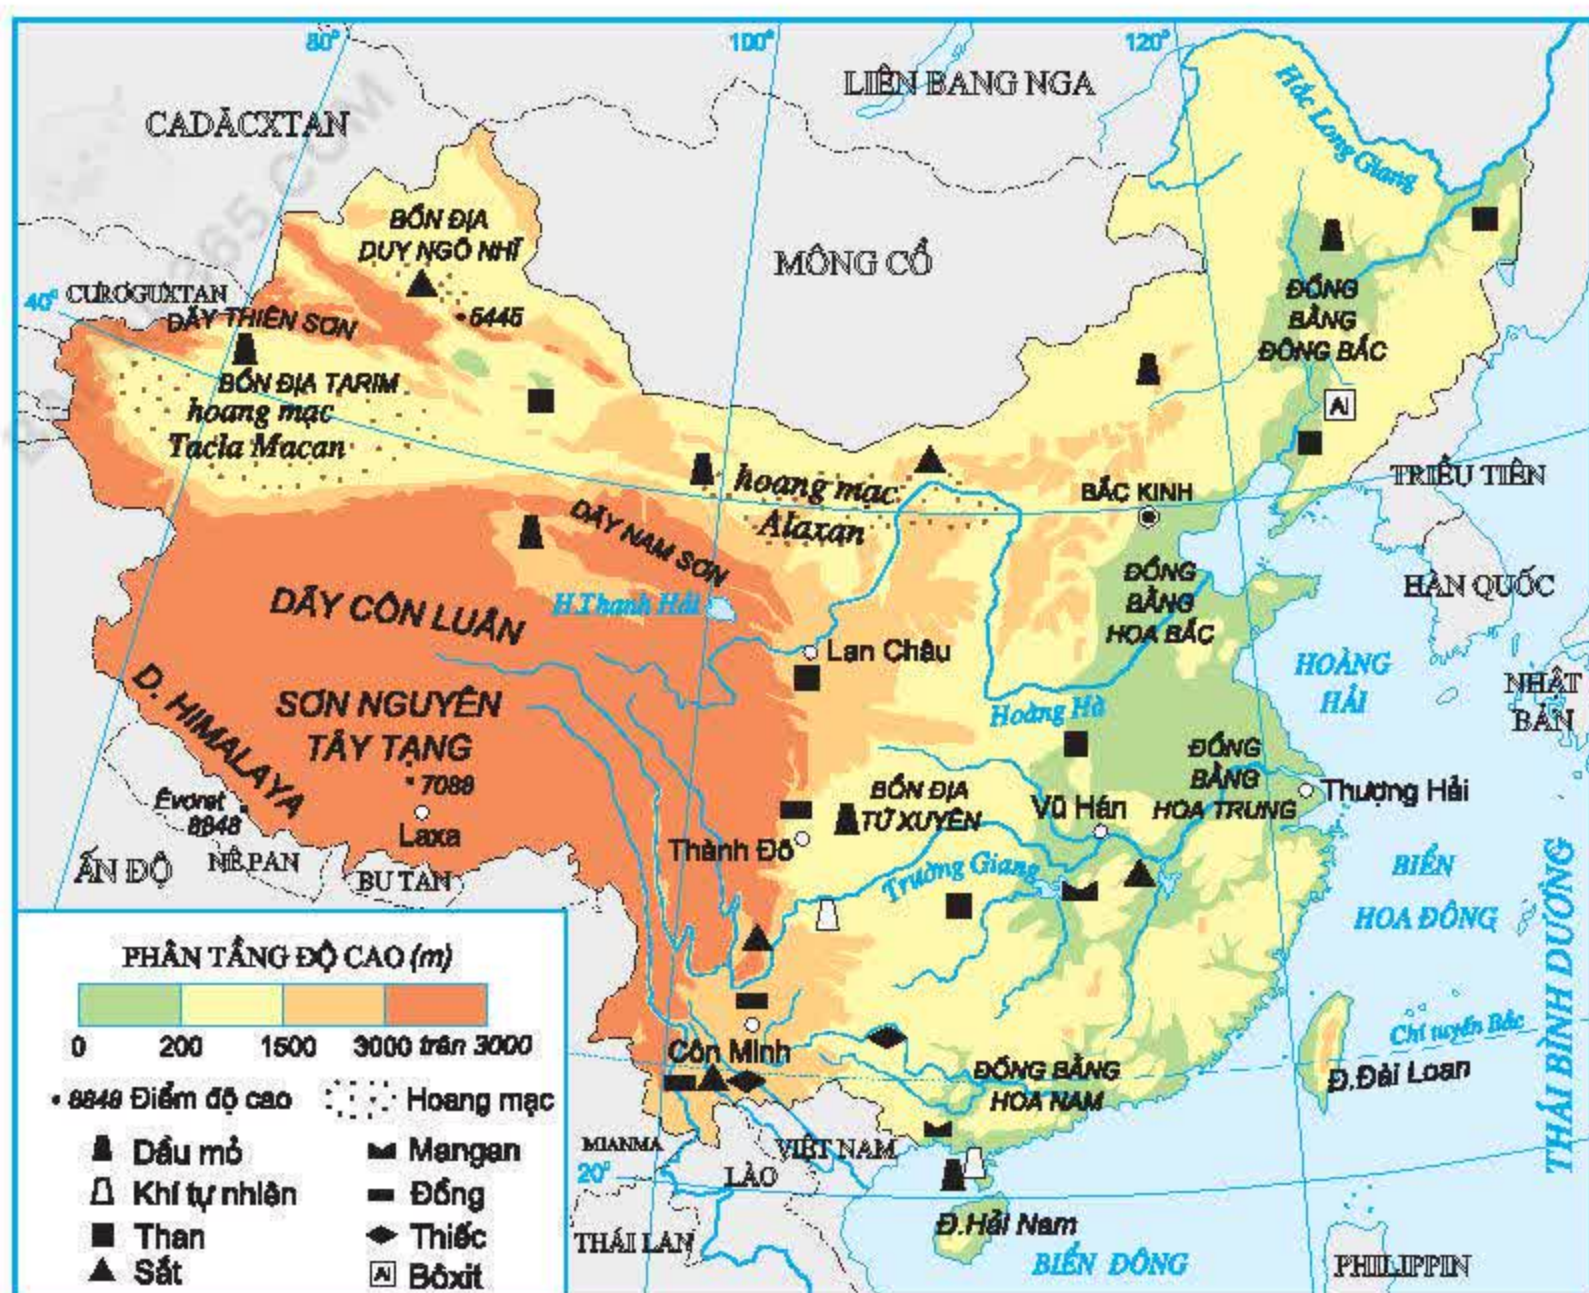 80°
100°
120°
LIÊN BANG NGA
CADĂCXTAN
Hắc Long Giang
BỒN ĐỊA
DUY NGÔ NHĨ
MÔNG CỔ
5445
40°
CƯRƠGUXTAN
DÃY THIÊN SƠN
ĐỒNG
BẰNG
ĐÔNG BẮC
BỒN ĐỊA TARIM
hoang mạc
Tacla Macan
Al
TRIỀU TIÊN
hoang mạc
Alaxan
BẮC KINH
DÃY NAM SƠN
ĐỒNG
BẰNG
HOA BẮC
HÀN QUỐC
DÃY CÔN LUÂN
H.Thanh Hải
Lan Châu
HOÀNG
HẢI
NHẬT
BẢN
D. HIMALAYA
SƠN NGUYÊN
TÂY TẠNG
7088
Hoàng Hà
ĐỒNG
BẰNG
HOA TRUNG
Thượng Hải
Évoret
8848
Laxa
BỒN ĐỊA
TỨ XUYÊN
Vũ Hán
Thành Đô
ẤN ĐỘ
NÊPAN
BUTAN
Trường Giang
BIỂN
HOA ĐÔNG
THÁI BÌNH DƯƠNG
Côn Minh
Chí tuyến Bắc
ĐỒNG BẰNG
HOA NAM
Đ.Đài Loan
MIANMA
VIỆT NAM
LÀO
20°
THÁI LAN
Đ.Hải Nam
BIỂN ĐÔNG
PHILIPPIN
PHÂN TẦNG ĐỘ CAO (m)
0 200 1500 3000 trên 3000
8848 Điểm độ cao
Hoang mạc
Dầu mỏ
Mangan
Khí tự nhiên
Đồng
Than
Thiếc
Sắt
Al Bôxit